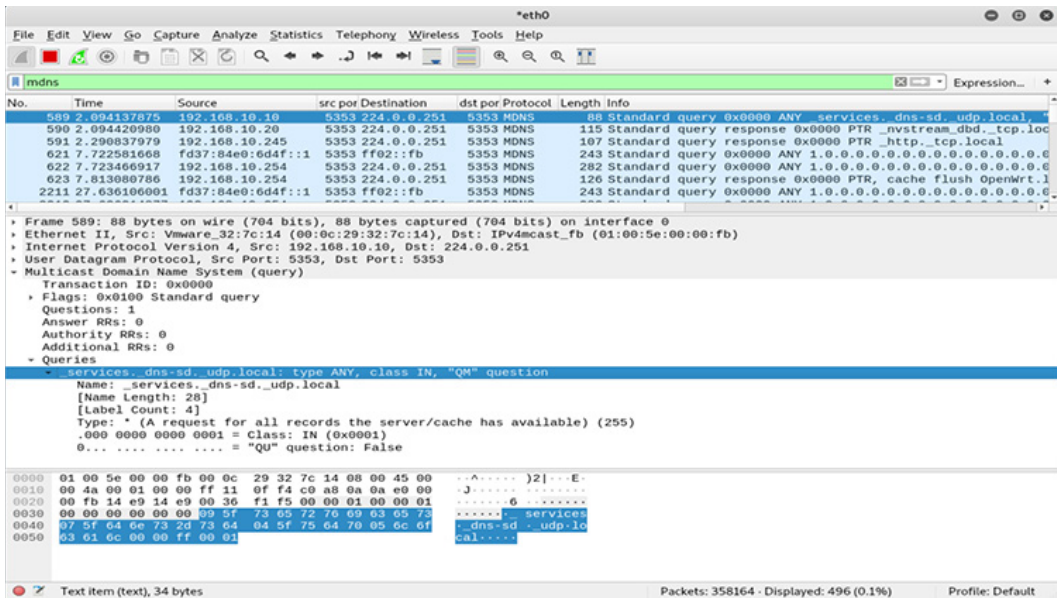 *eth0
File Edit View Go Capture Analyze Statistics Telephony Wireless Tools Help
mdns
Expression... +
No. Time Source src por Destination dst por Protocol Length Info
589 2.094137875 192.168.10.10 5353 224.0.0.251 5353 MDNS 88 Standard query 0x0000 ANY _services._dns-sd._udp.local, "
590 2.094420980 192.168.10.20 5353 224.0.0.251 5353 MDNS 115 Standard query response 0x0000 PTR _nvstream_dbd._tcp.loc
591 2.290837979 192.168.10.245 5353 224.0.0.251 5353 MDNS 107 Standard query response 0x0000 PTR _http._tcp.local
621 7.722581668 fd37:84e0:6d4f::1 5353 ff02::fb 5353 MDNS 243 Standard query 0x0000 ANY 1.0.0.0.0.0.0.0.0.0.0.0.0.0.0.0
622 7.723466917 192.168.10.254 5353 224.0.0.251 5353 MDNS 282 Standard query 0x0000 ANY 1.0.0.0.0.0.0.0.0.0.0.0.0.0.0.0
623 7.813080786 192.168.10.254 5353 224.0.0.251 5353 MDNS 126 Standard query response 0x0000 PTR, cache flush OpenWrt.l
2211 27.636106001 fd37:84e0:6d4f::1 5353 ff02::fb 5353 MDNS 243 Standard query 0x0000 ANY 1.0.0.0.0.0.0.0.0.0.0.0.0.0.0.0
Frame 589: 88 bytes on wire (704 bits), 88 bytes captured (704 bits) on interface 0
Ethernet II, Src: Vmware_32:7c:14 (00:0c:29:32:7c:14), Dst: IPv4mcast_fb (01:00:5e:00:00:fb)
Internet Protocol Version 4, Src: 192.168.10.10, Dst: 224.0.0.251
User Datagram Protocol, Src Port: 5353, Dst Port: 5353
Multicast Domain Name System (query)
Transaction ID: 0x0000
Flags: 0x0100 Standard query
Questions: 1
Answer RRs: 0
Authority RRs: 0
Additional RRs: 0
Queries
_services._dns-sd._udp.local: type ANY, class IN, "QM" question
Name: _services._dns-sd._udp.local
[Name Length: 28]
[Label Count: 4]
Type: * (A request for all records the server/cache has available) (255)
.000 0000 0000 0001 = Class: IN (0x0001)
0... .... .... .... = "QU" question: False
0000 01 00 5e 00 00 fb 00 0c 29 32 7c 14 08 00 45 00 ··^····· )2|···E·
0010 00 4a 00 01 00 00 ff 11 0f f4 c0 a8 0a 0a e0 00 ·J······ ········
0020 00 fb 14 e9 14 e9 00 36 f1 f5 00 00 01 00 00 01 ·······6 ········
0030 00 00 00 00 00 00 09 5f 73 65 72 76 69 63 65 73 ·······_ services
0040 07 5f 64 6e 73 2d 73 64 04 5f 75 64 70 05 6c 6f ·_dns-sd ·_udp·lo
0050 63 61 6c 00 00 ff 00 01 cal·····
Text item (text), 34 bytes Packets: 358164 · Displayed: 496 (0.1%) Profile: Default